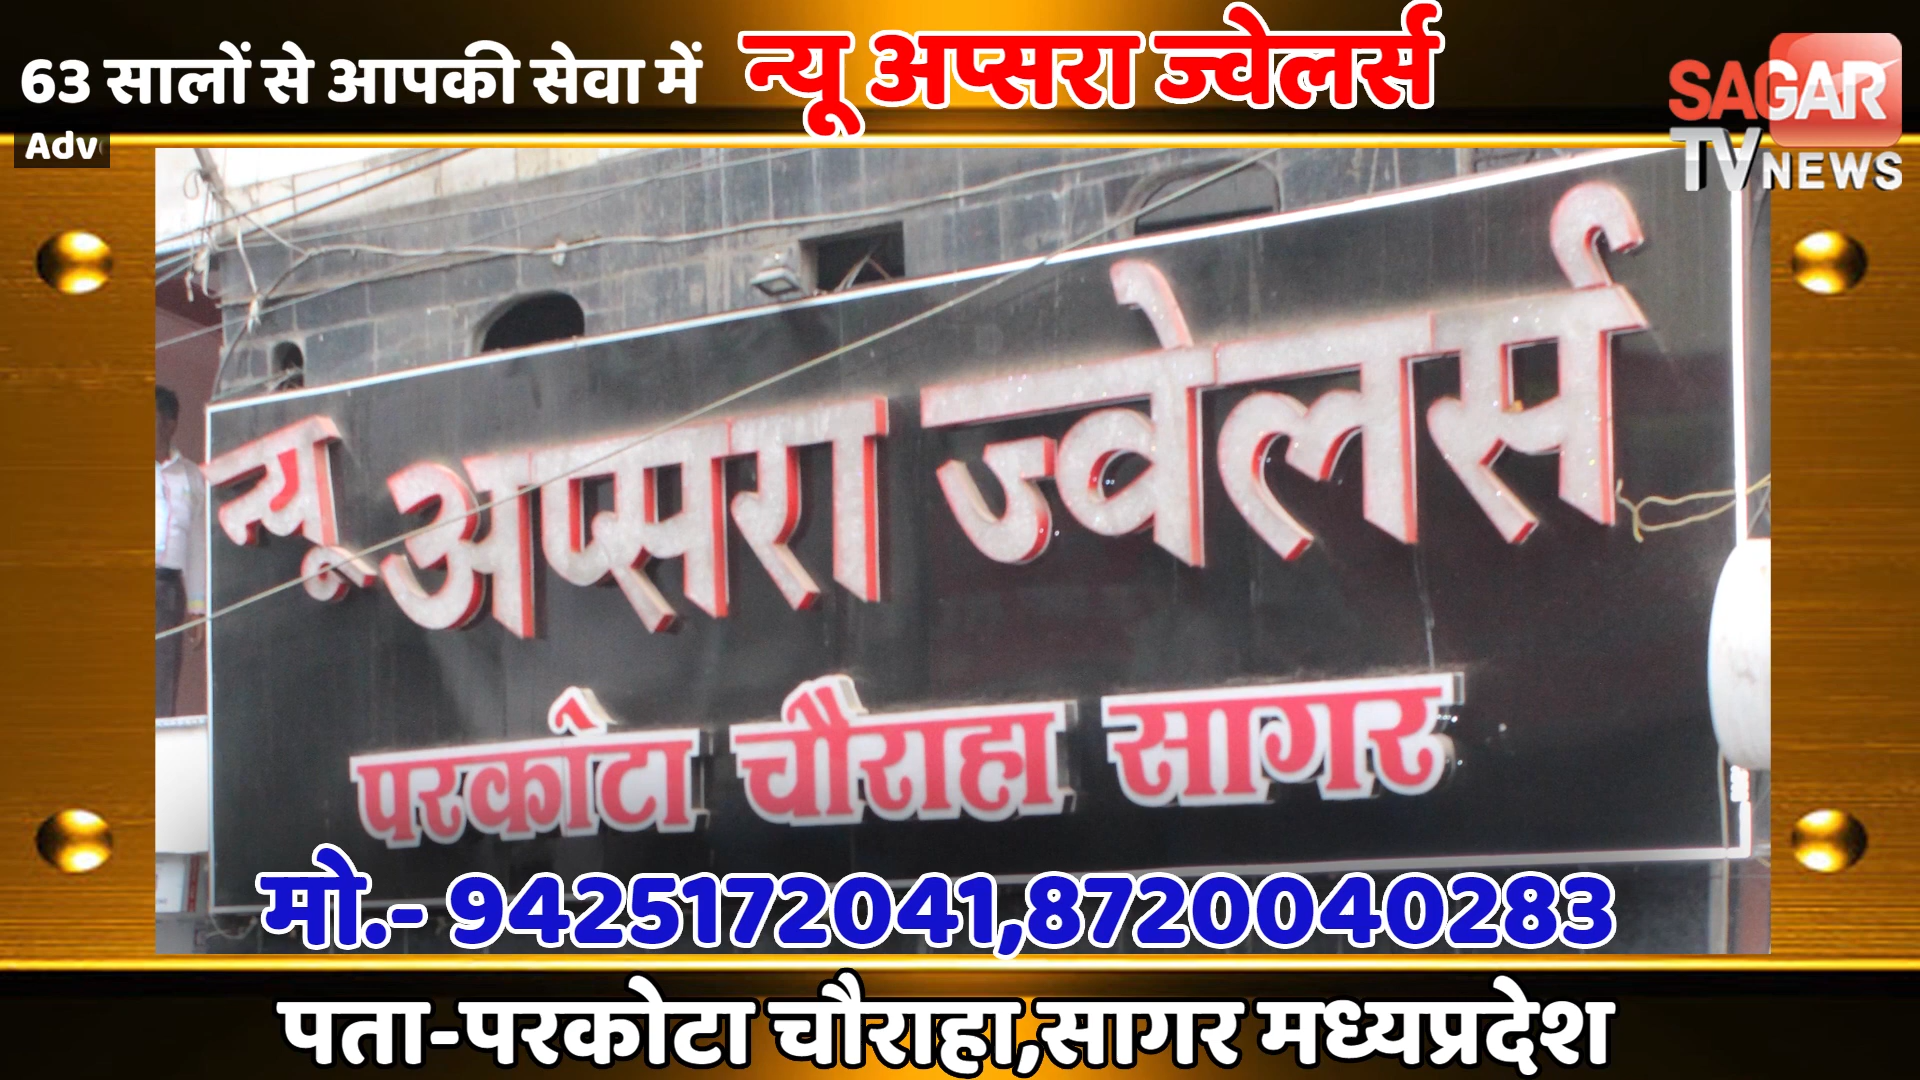 63 सालों से आपकी सेवा में न्यू अप्सरा ज्वेलर्स
Adv
SAGAR
TV NEWS
न्यू अप्सरा ज्वेलर्स
परकोटा चौराहा सागर
मो.- 9425172041,8720040283
पता-परकोटा चौराहा,सागर मध्यप्रदेश